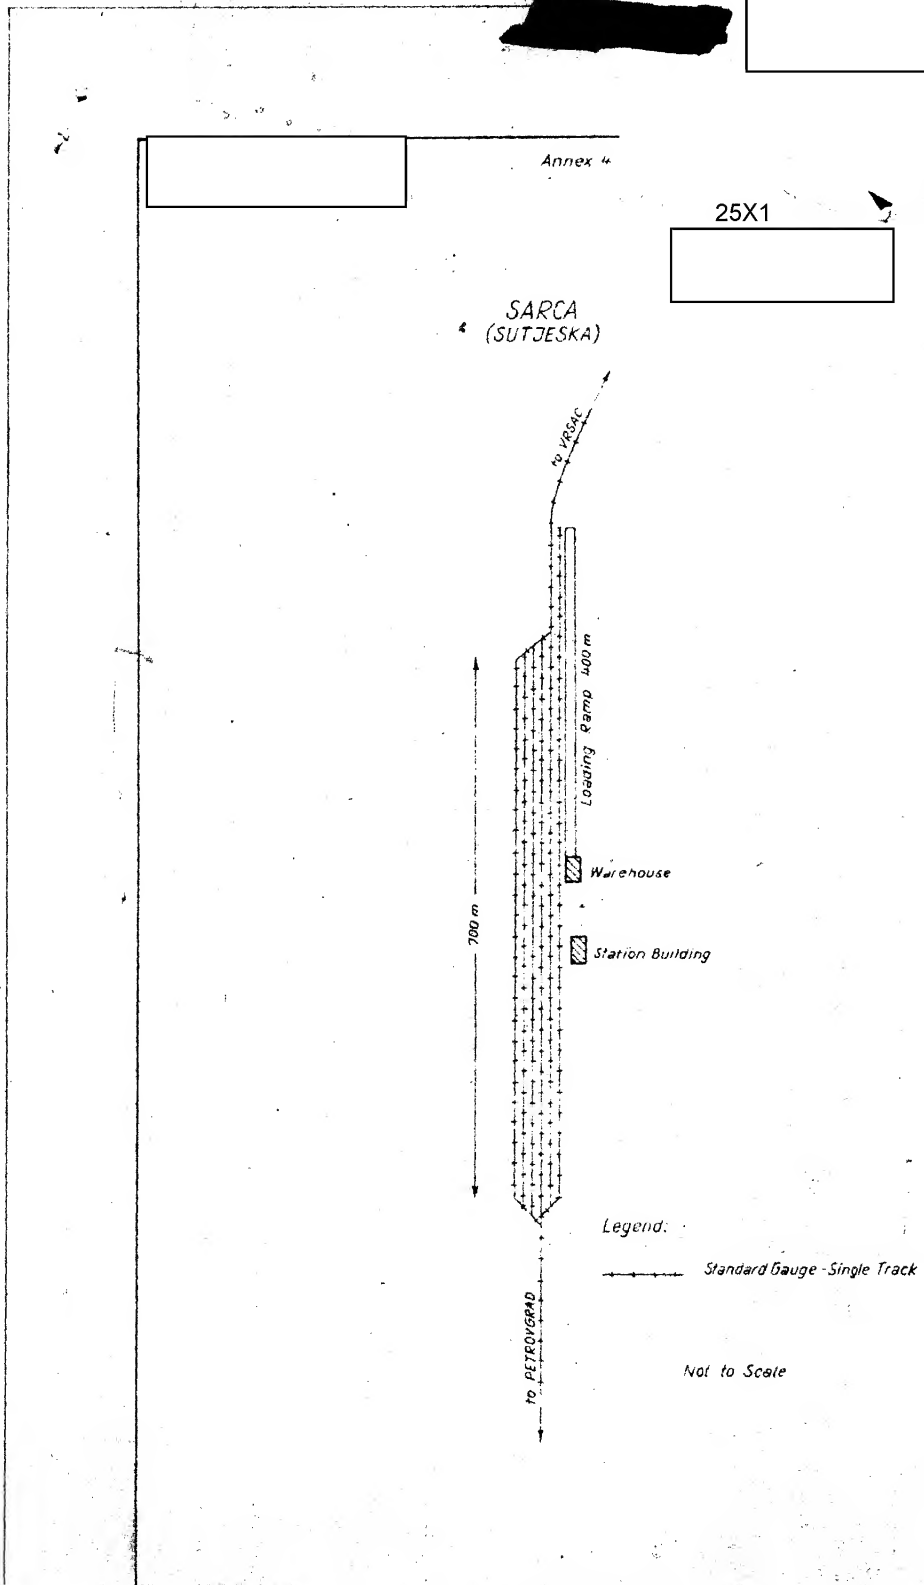 Annex 4
25X1
SARCA
(SUTJESKA)
to VRSAC
Loading Ramp 400m
Warehouse
700 m
Station Building
Legend:
Standard Gauge - Single Track
to PETROVGRAD
Not to Scale